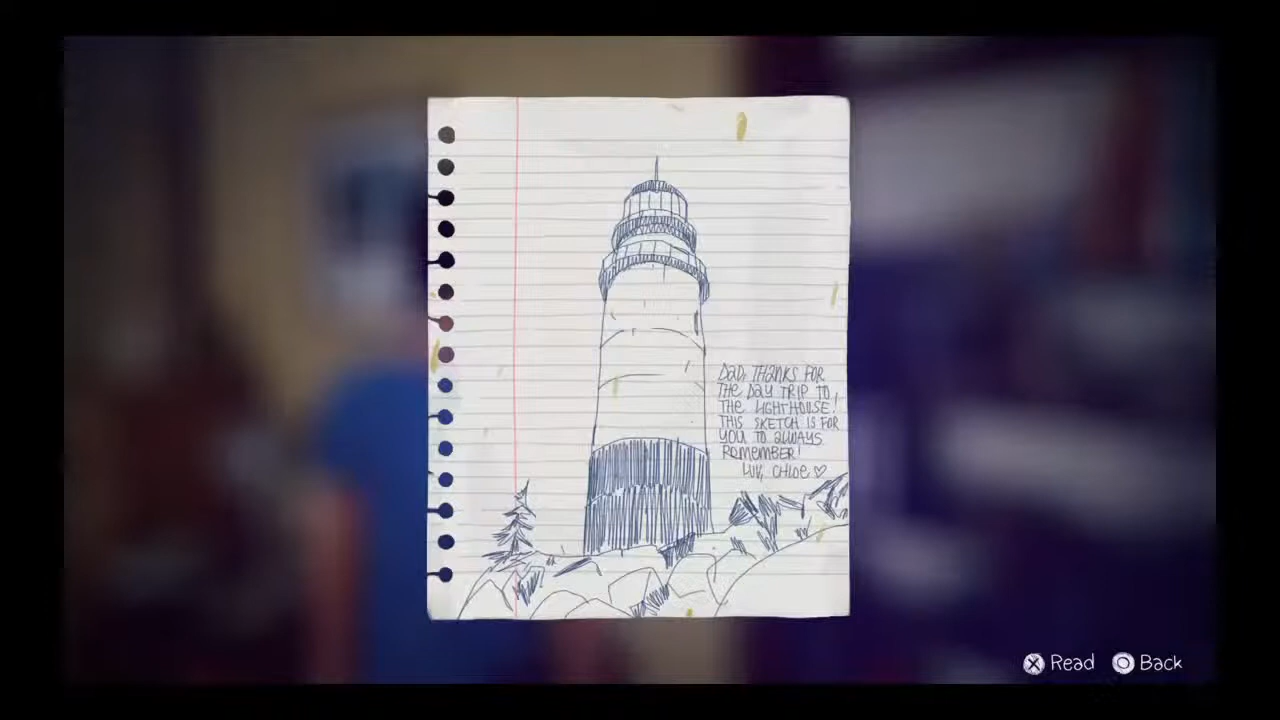 DAD, THANKS FOR
THE DAY TRIP TO
THE LIGHTHOUSE!
THIS SKETCH IS FOR
YOU TO ALWAYS
REMEMBER!
LUV, CHLOE ♡
Read Back